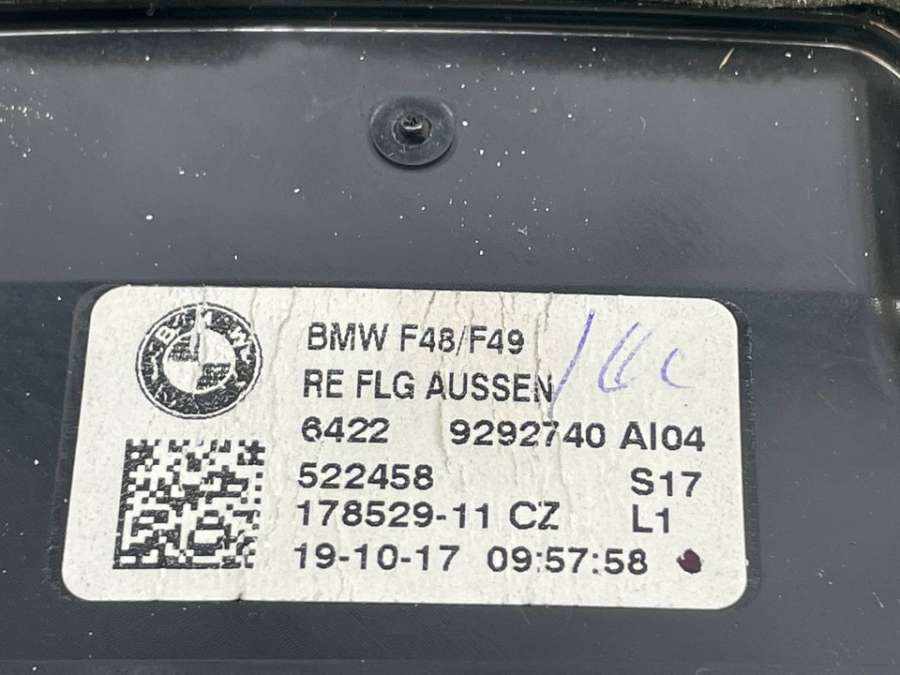 BMW
BMW F48/F49
RE FLG AUSSEN
6422 9292740 AI04
522458 S17
178529-11 CZ L1
19-10-17 09:57:58